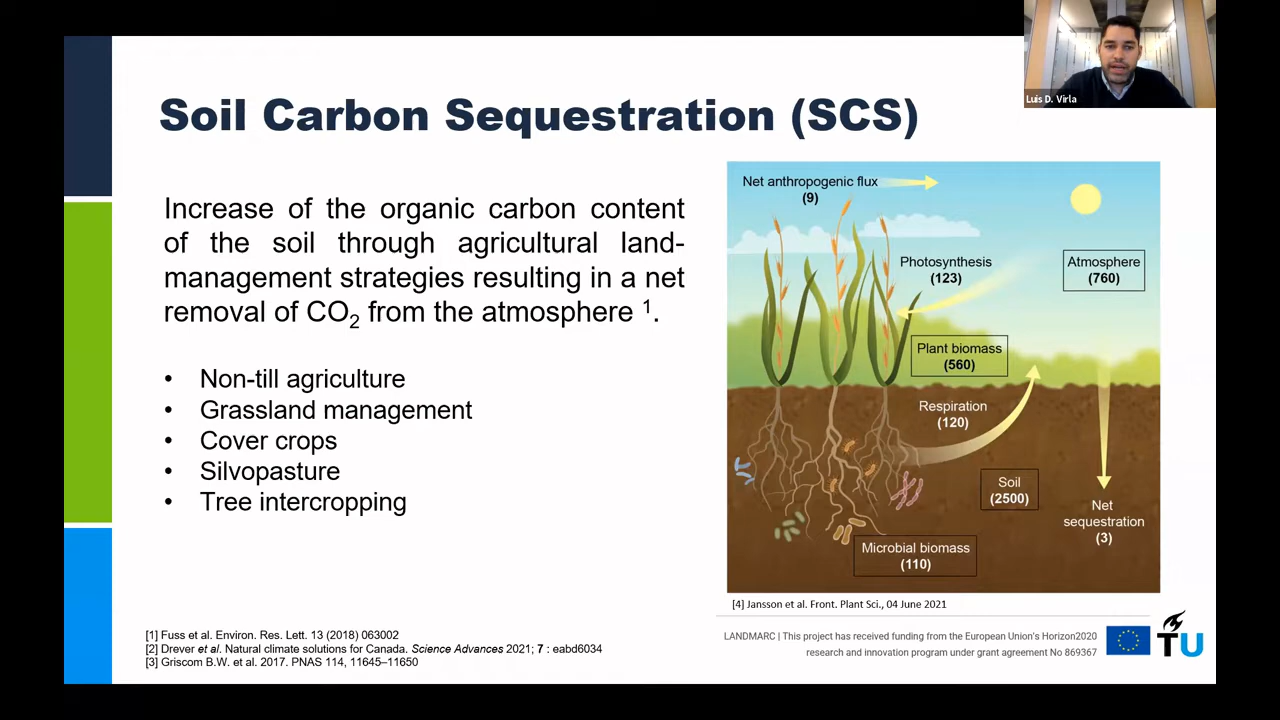 Luis D. Virla
Soil Carbon Sequestration (SCS)
Increase of the organic carbon content
of the soil through agricultural land-
management strategies resulting in a net
removal of CO₂ from the atmosphere ¹.
• Non-till agriculture
• Grassland management
• Cover crops
• Silvopasture
• Tree intercropping
Net anthropogenic flux
(9)
Photosynthesis
(123)
Atmosphere
(760)
Plant biomass
(560)
Respiration
(120)
Soil
(2500)
Net
sequestration
(3)
Microbial biomass
(110)
[4] Jansson et al. Front. Plant Sci., 04 June 2021
[1] Fuss et al. Environ. Res. Lett. 13 (2018) 063002
[2] Drever et al. Natural climate solutions for Canada. Science Advances 2021; 7 : eabd6034
[3] Griscom B.W. et al. 2017. PNAS 114, 11645–11650
LANDMARC | This project has received funding from the European Union's Horizon2020
research and innovation program under grant agreement No 869367
TU